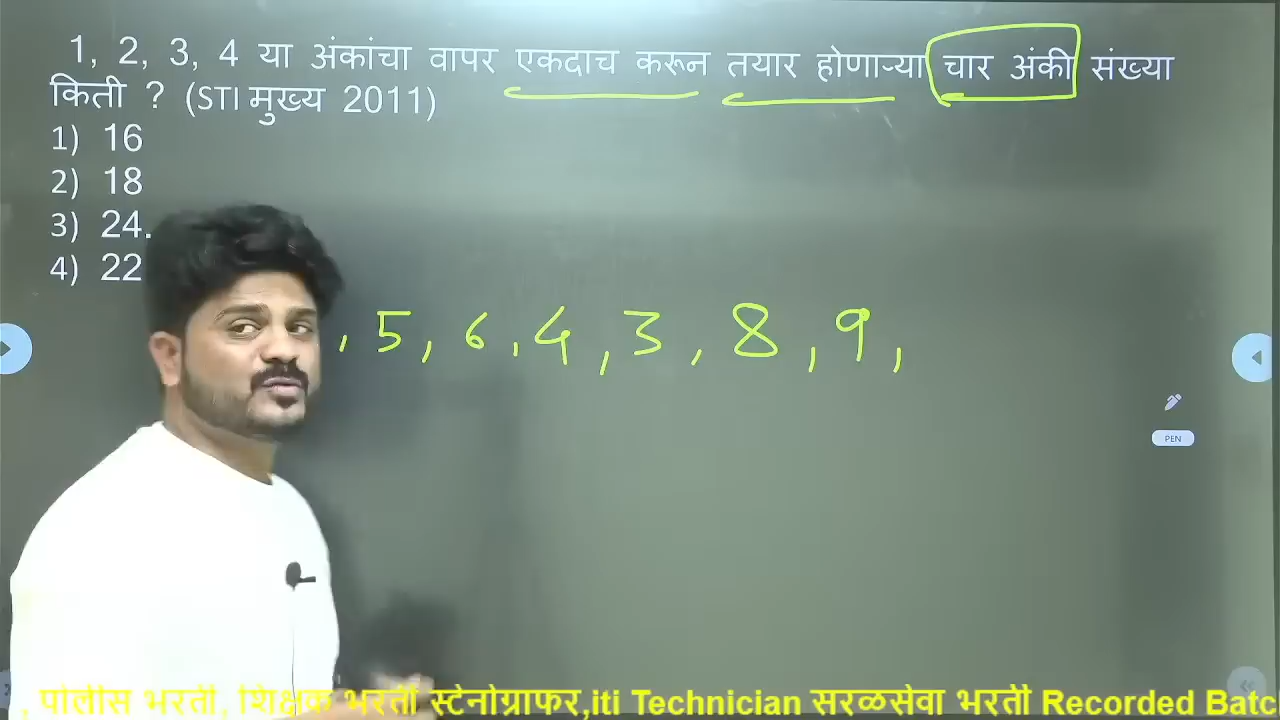 1, 2, 3, 4 या अंकांचा वापर एकदाच करून तयार होणाऱ्या चार अंकी संख्या
किती ? (STI मुख्य 2011)
1) 16
2) 18
3) 24.
4) 22
, 5, 6, 4, 3, 8, 9,
PEN
, पोलीस भरती, शिक्षक भरती स्टेनोग्राफर,iti Technician सरळसेवा भरती Recorded Batc